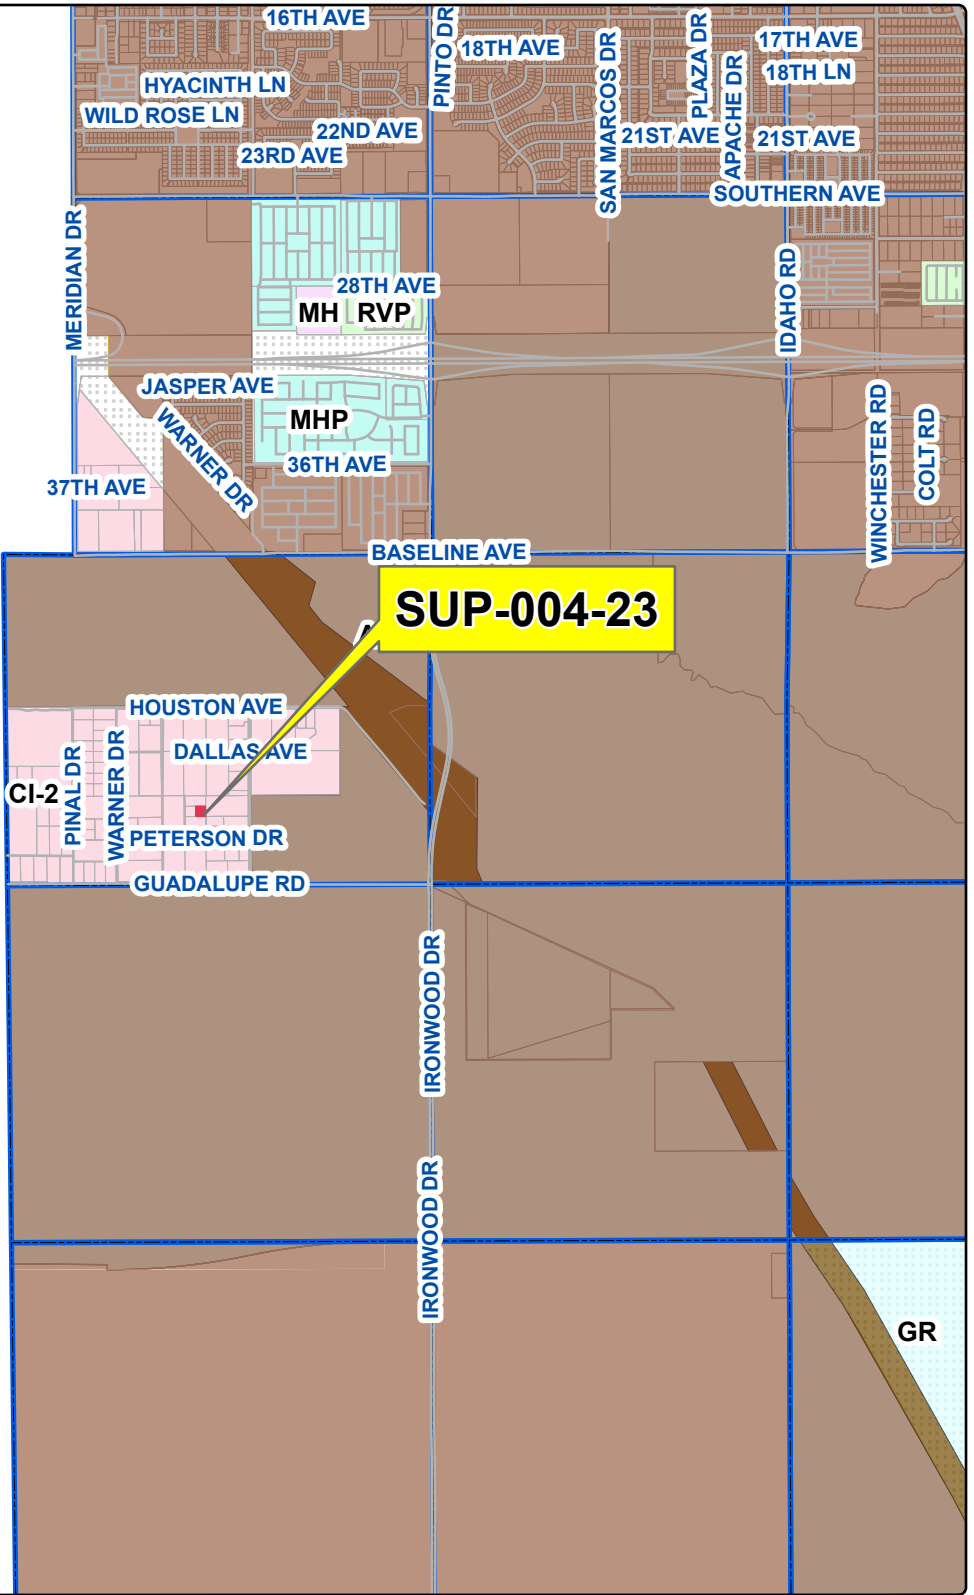 16TH AVE
PINTO DR
18TH AVE
SAN MARCOS DR
PLAZA DR
APACHE DR
17TH AVE
18TH LN
HYACINTH LN
WILD ROSE LN
22ND AVE
23RD AVE
21ST AVE
21ST AVE
SOUTHERN AVE
MERIDIAN DR
28TH AVE
MH
RVP
IDAHO RD
JASPER AVE
MHP
WARNER DR
36TH AVE
37TH AVE
WINCHESTER RD
COLT RD
BASELINE AVE
SUP-004-23
HOUSTON AVE
DALLAS AVE
PINAL DR
WARNER DR
CI-2
PETERSON DR
GUADALUPE RD
IRONWOOD DR
IRONWOOD DR
GR